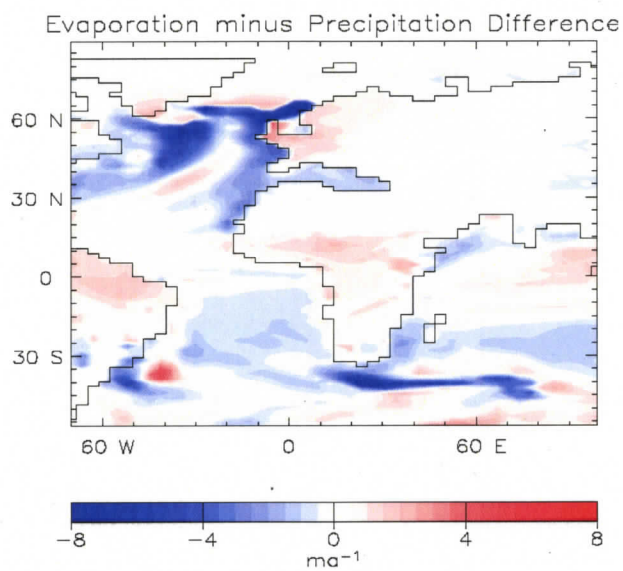 Evaporation minus Precipitation Difference
60 N
30 N
0
30 S
60 W 0 60 E
-8 -4 0 4 8
ma⁻¹